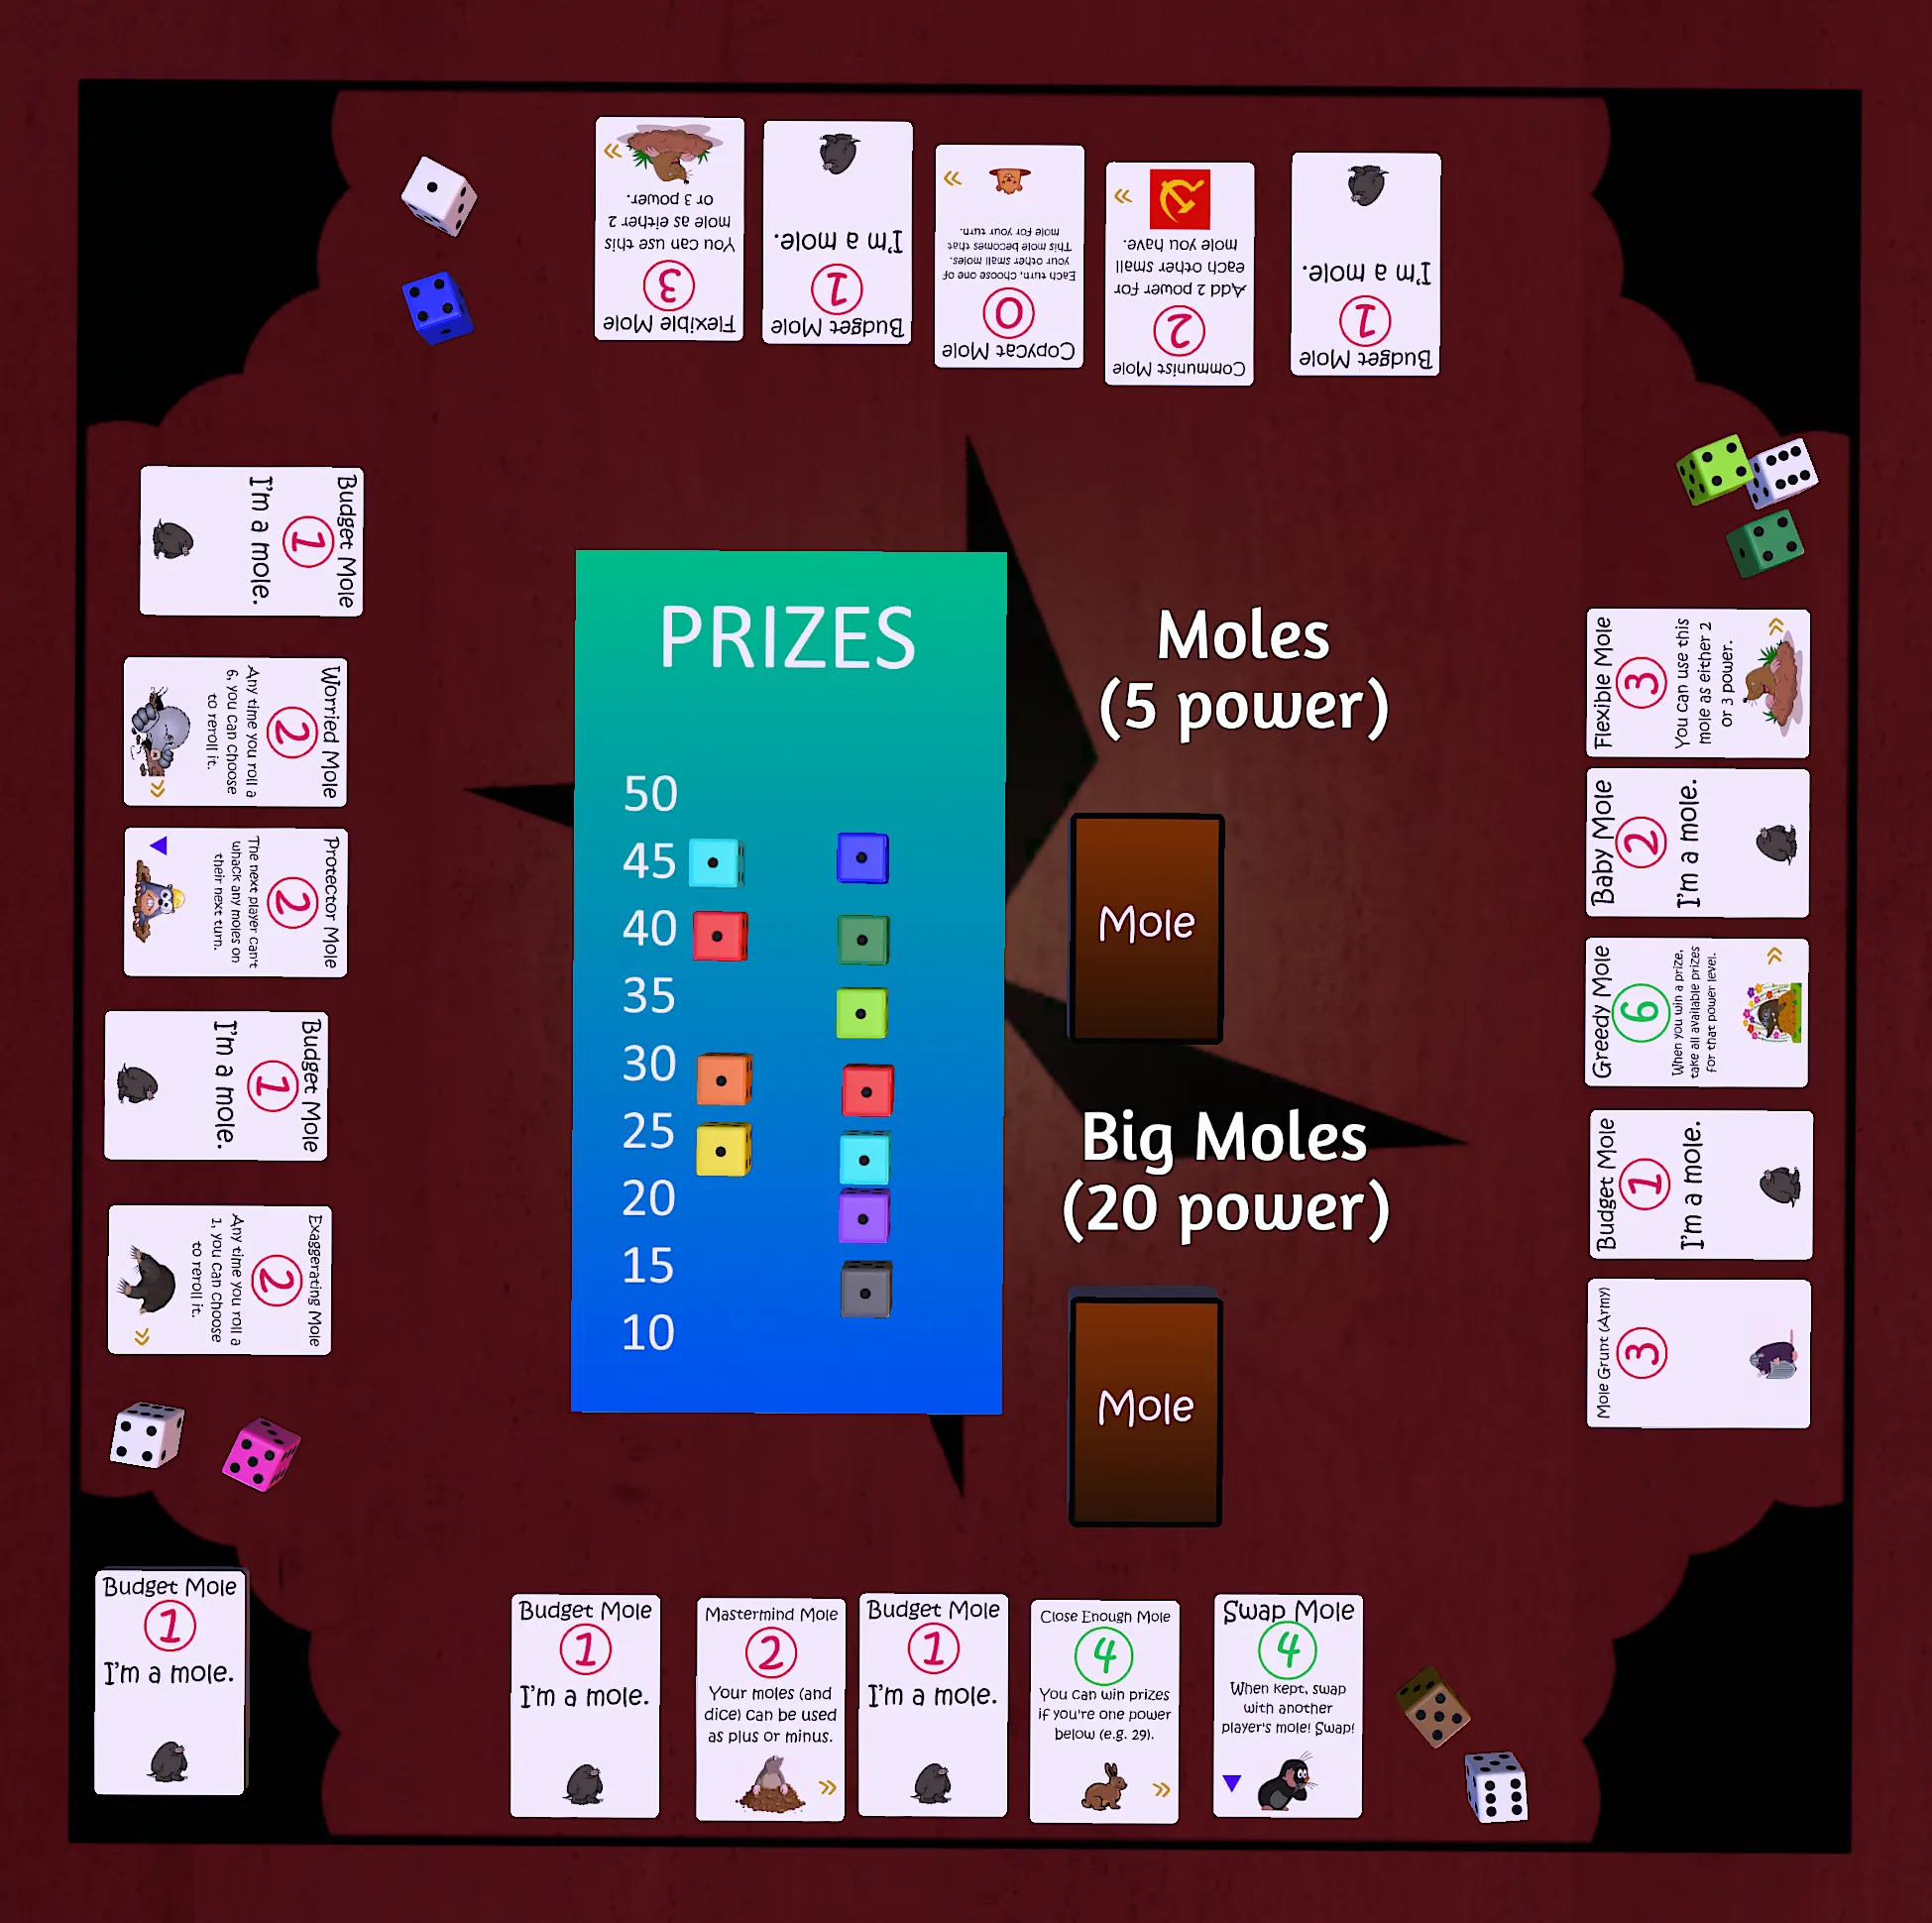 Flexible Mole
3
You can use this
mole as either 2
or 3 power.
Budget Mole
1
I'm a mole.
Copycat Mole
0
Each turn, choose one of
your other small moles.
This mole becomes that
mole for your turn.
Communist Mole
2
Add 2 power for
each other small
mole you have.
Budget Mole
1
I'm a mole.
Budget Mole
1
I'm a mole.
Worried Mole
2
Any time you roll a
6, you can choose
to reroll it.
Protector Mole
2
The next player can't
whack any moles on
their next turn.
Budget Mole
1
I'm a mole.
Exaggerating Mole
2
Any time you roll a
1, you can choose
to reroll it.
PRIZES
50
45
40
35
30
25
20
15
10
Moles
(5 power)
Mole
Big Moles
(20 power)
Mole
Flexible Mole
3
You can use this
mole as either 2
or 3 power.
Baby Mole
2
I'm a mole.
Greedy Mole
6
When you win a prize,
take all available prizes
for that power level.
Budget Mole
1
I'm a mole.
Mole Grunt (Army)
3
Budget Mole
1
I'm a mole.
Budget Mole
1
I'm a mole.
Mastermind Mole
2
Your moles (and
dice) can be used
as plus or minus.
Budget Mole
1
I'm a mole.
Close Enough Mole
4
You can win prizes
if you're one power
below (e.g. 29).
Swap Mole
4
When kept, swap
with another
player's mole! Swap!